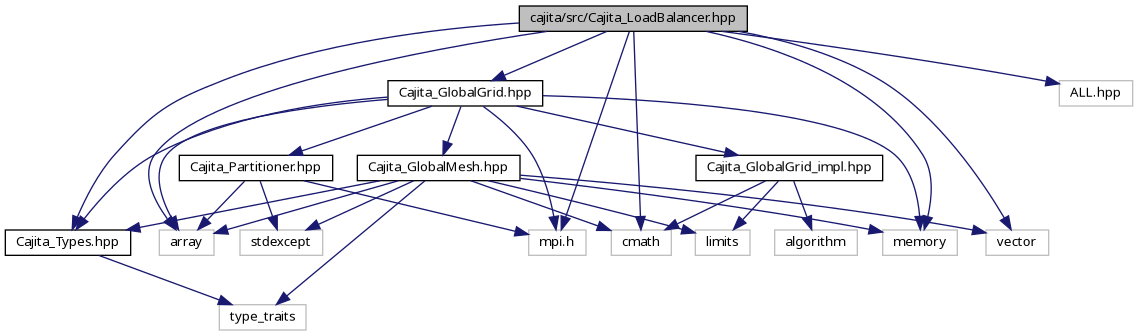 cajita/src/Cajita_LoadBalancer.hpp
Cajita_GlobalGrid.hpp
ALL.hpp
Cajita_Partitioner.hpp
Cajita_GlobalMesh.hpp
Cajita_GlobalGrid_impl.hpp
Cajita_Types.hpp
array
stdexcept
mpi.h
cmath
limits
algorithm
memory
vector
type_traits